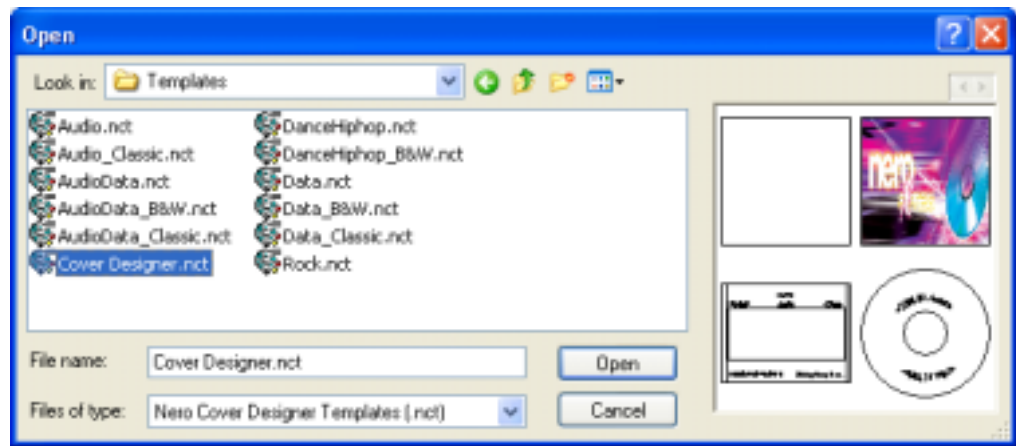 Open
Look in: Templates
Audio.nct
Audio_Classic.nct
AudioData.nct
AudioData_B&W.nct
AudioData_Classic.nct
Cover Designer.nct
DanceHiphop.nct
DanceHiphop_B&W.nct
Data.nct
Data_B&W.nct
Data_Classic.nct
Rock.nct
nero
File name: Cover Designer.nct Open
Files of type: Nero Cover Designer Templates (.nct) Cancel